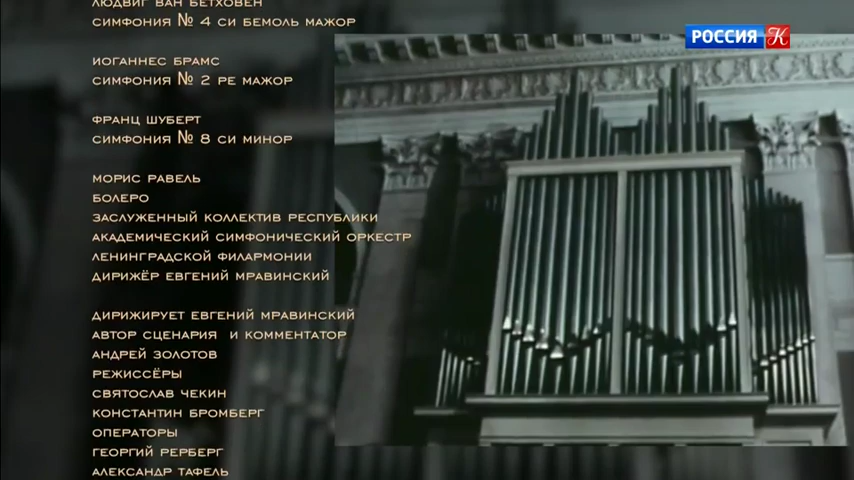 ЛЮДВИГ ВАН БЕТХОВЕН
СИМФОНИЯ № 4 СИ БЕМОЛЬ МАЖОР
ИОГАННЕС БРАМС
СИМФОНИЯ № 2 РЕ МАЖОР
ФРАНЦ ШУБЕРТ
СИМФОНИЯ № 8 СИ МИНОР
МОРИС РАВЕЛЬ
БОЛЕРО
ЗАСЛУЖЕННЫЙ КОЛЛЕКТИВ РЕСПУБЛИКИ
АКАДЕМИЧЕСКИЙ СИМФОНИЧЕСКИЙ ОРКЕСТР
ЛЕНИНГРАДСКОЙ ФИЛАРМОНИИ
ДИРИЖЁР ЕВГЕНИЙ МРАВИНСКИЙ
ДИРИЖИРУЕТ ЕВГЕНИЙ МРАВИНСКИЙ
АВТОР СЦЕНАРИЯ И КОММЕНТАТОР
АНДРЕЙ ЗОЛОТОВ
РЕЖИССЁРЫ
СВЯТОСЛАВ ЧЕКИН
КОНСТАНТИН БРОМБЕРГ
ОПЕРАТОРЫ
ГЕОРГИЙ РЕРБЕРГ
АЛЕКСАНДР ТАФЕЛЬ
РОССИЯ К